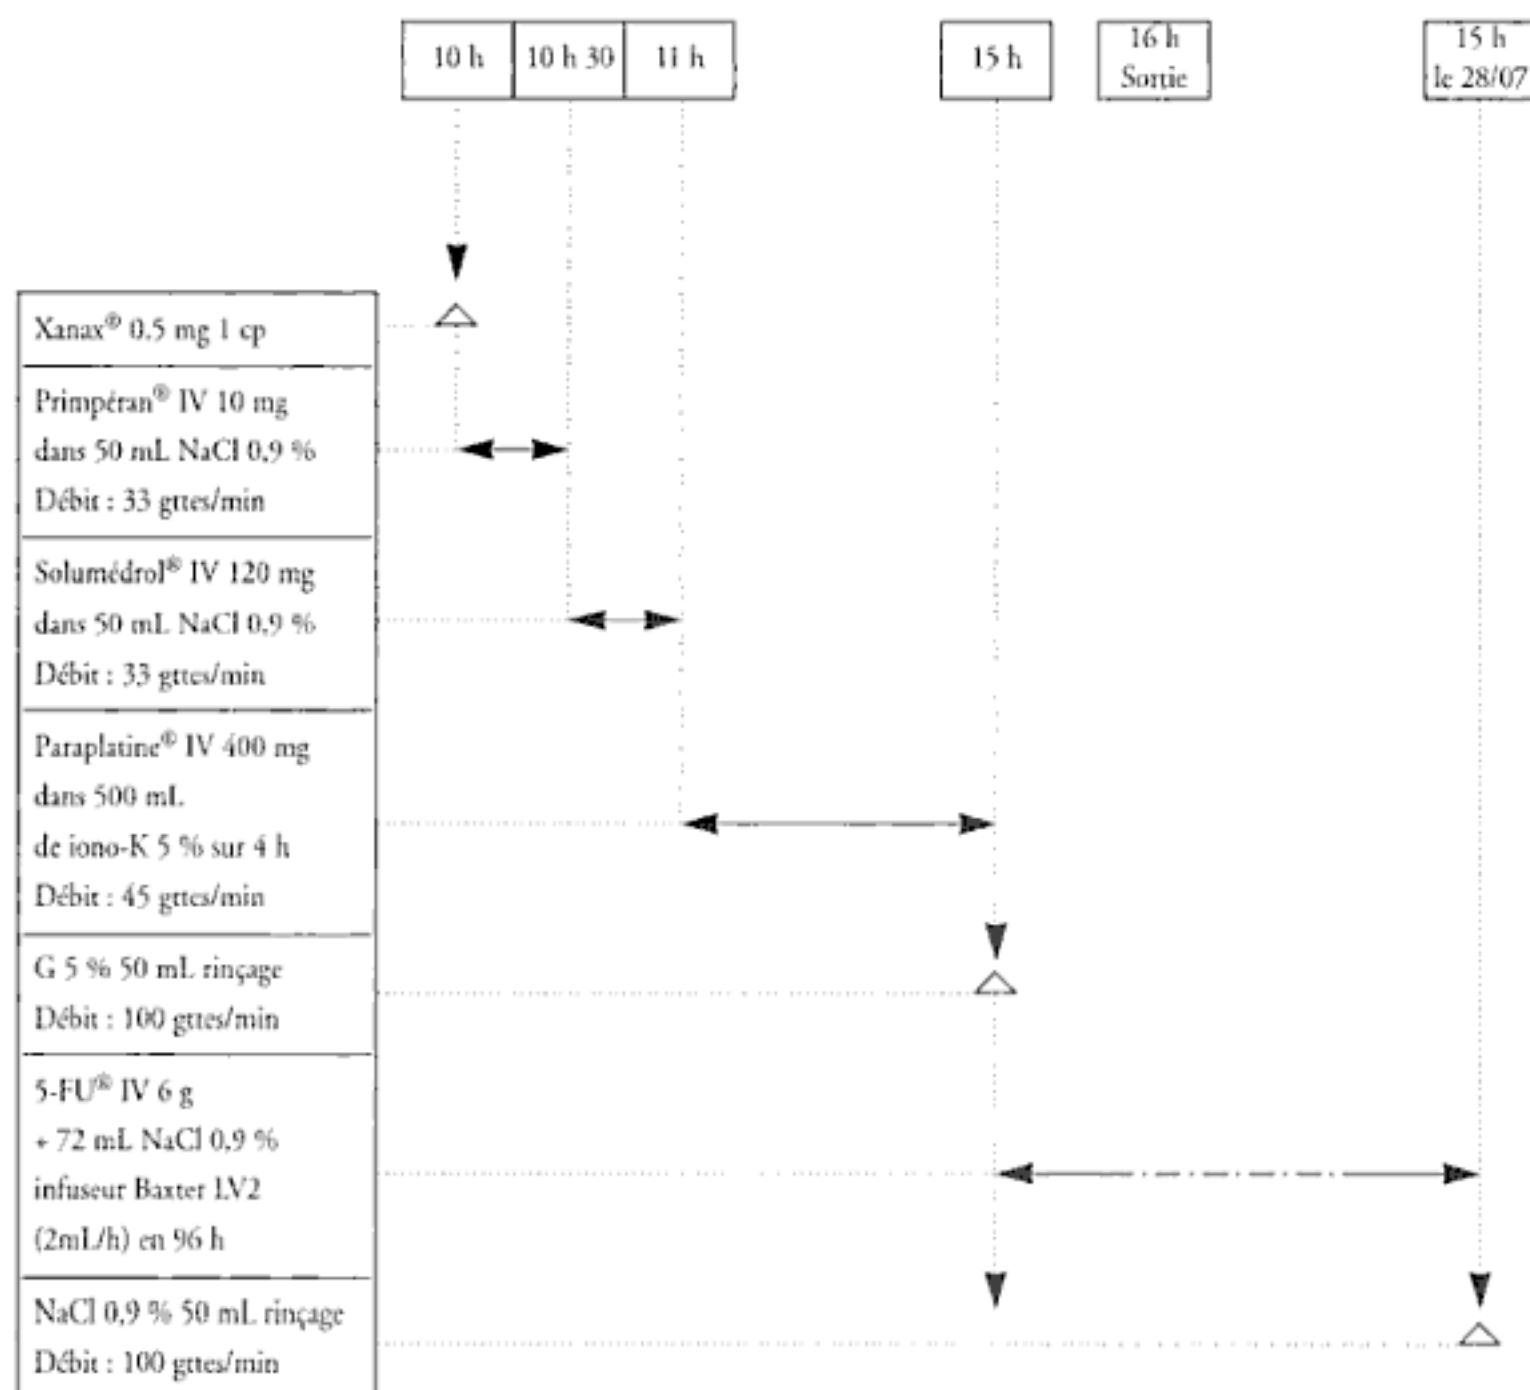 10 h
10 h 30
11 h
15 h
16 h
Sortie
15 h
le 28/07
Xanax® 0,5 mg 1 cp
Primpéran® IV 10 mg
dans 50 mL NaCl 0,9 %
Débit : 33 gttes/min
Solumédrol® IV 120 mg
dans 50 mL NaCl 0,9 %
Débit : 33 gttes/min
Paraplatine® IV 400 mg
dans 500 mL
de iono-K 5 % sur 4 h
Débit : 45 gttes/min
G 5 % 50 mL rinçage
Débit : 100 gttes/min
5-FU® IV 6 g
+ 72 mL NaCl 0,9 %
infuseur Baxter LV2
(2mL/h) en 96 h
NaCl 0,9 % 50 mL rinçage
Débit : 100 gttes/min